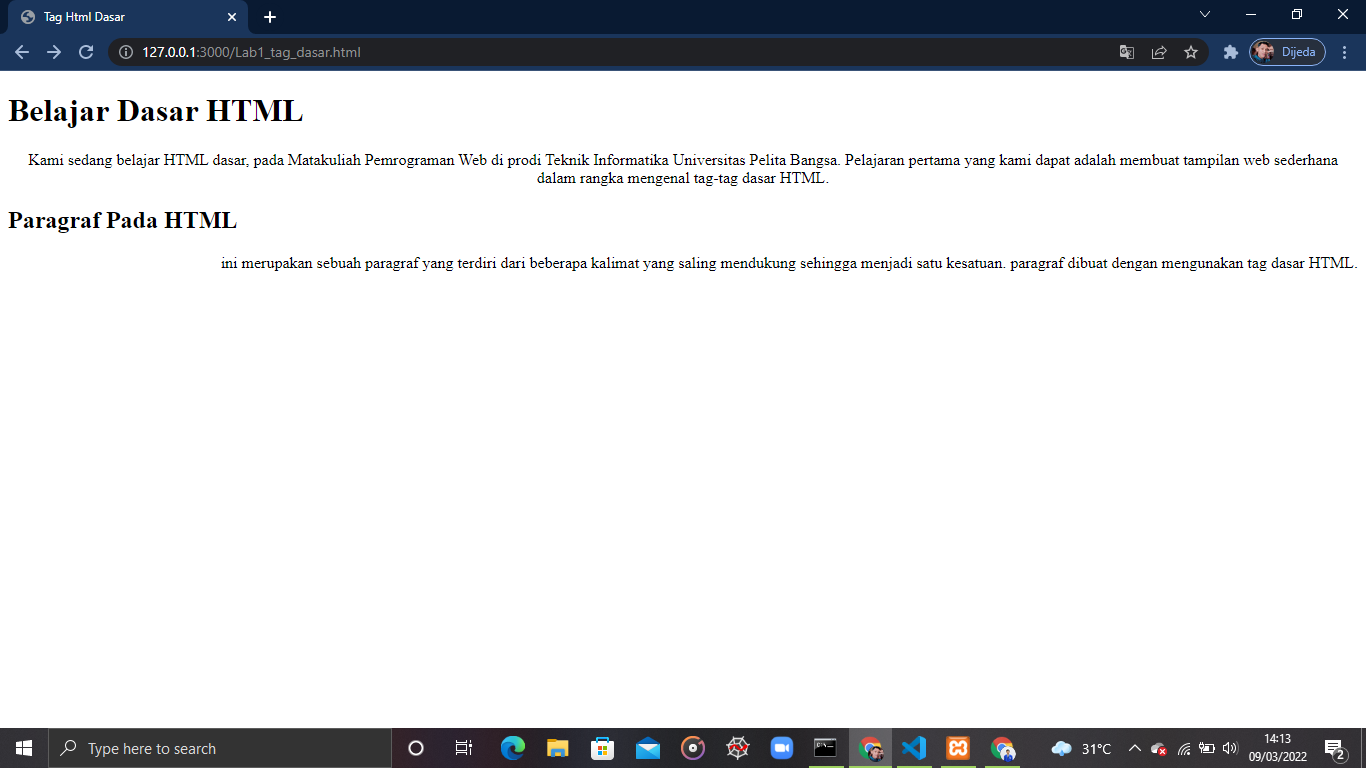 Tag Html Dasar
127.0.0.1:3000/Lab1_tag_dasar.html
Dijeda
Belajar Dasar HTML
Kami sedang belajar HTML dasar, pada Matakuliah Pemrograman Web di prodi Teknik Informatika Universitas Pelita Bangsa. Pelajaran pertama yang kami dapat adalah membuat tampilan web sederhana
dalam rangka mengenal tag-tag dasar HTML.
Paragraf Pada HTML
ini merupakan sebuah paragraf yang terdiri dari beberapa kalimat yang saling mendukung sehingga menjadi satu kesatuan. paragraf dibuat dengan mengunakan tag dasar HTML.
Type here to search
31°C
14:13
09/03/2022
2